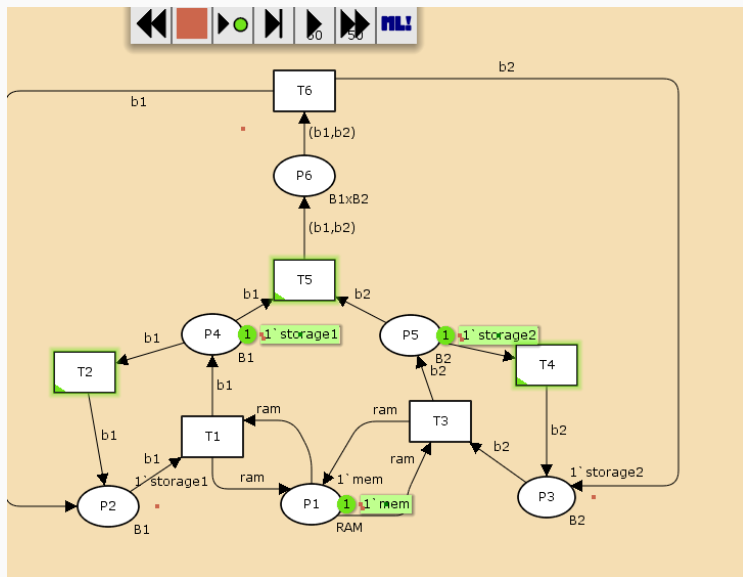 50 50 ML!
b2
T6
b1
(b1,b2)
P6
B1xB2
(b1,b2)
T5
b1 b2
P4 1 1`storage1 P5 1 1`storage2
b1 B1 B2
T2 b2 T4
b1
ram ram T3
b1 T1 b2
b1 ram b2
1`storage1 ram 1`mem 1`storage2
P2 P1 1 1`mem P3
B1 RAM B2